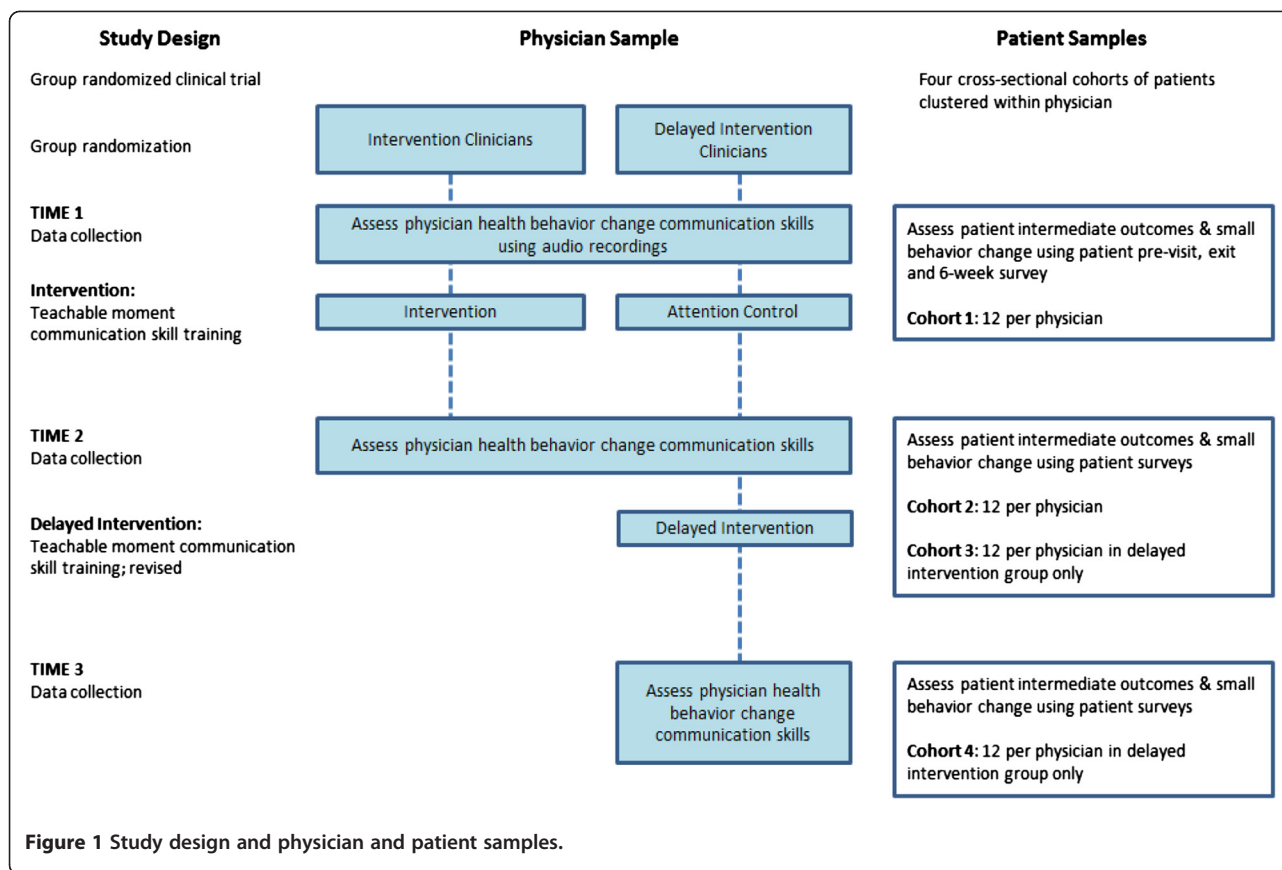 Study Design
Physician Sample
Patient Samples
Group randomized clinical trial
Four cross-sectional cohorts of patients
clustered within physician
Group randomization
Intervention Clinicians
Delayed Intervention
Clinicians
TIME 1
Data collection
Assess physician health behavior change communication skills
using audio recordings
Assess patient intermediate outcomes & small
behavior change using patient pre-visit, exit
and 6-week survey
Cohort 1: 12 per physician
Intervention:
Teachable moment
communication skill training
Intervention
Attention Control
TIME 2
Data collection
Assess physician health behavior change communication skills
Assess patient intermediate outcomes & small
behavior change using patient surveys
Cohort 2: 12 per physician
Cohort 3: 12 per physician in delayed
intervention group only
Delayed Intervention:
Teachable moment communication
skill training; revised
Delayed Intervention
TIME 3
Data collection
Assess physician health
behavior change
communication skills
Assess patient intermediate outcomes & small
behavior change using patient surveys
Cohort 4: 12 per physician in delayed
intervention group only
Figure 1 Study design and physician and patient samples.